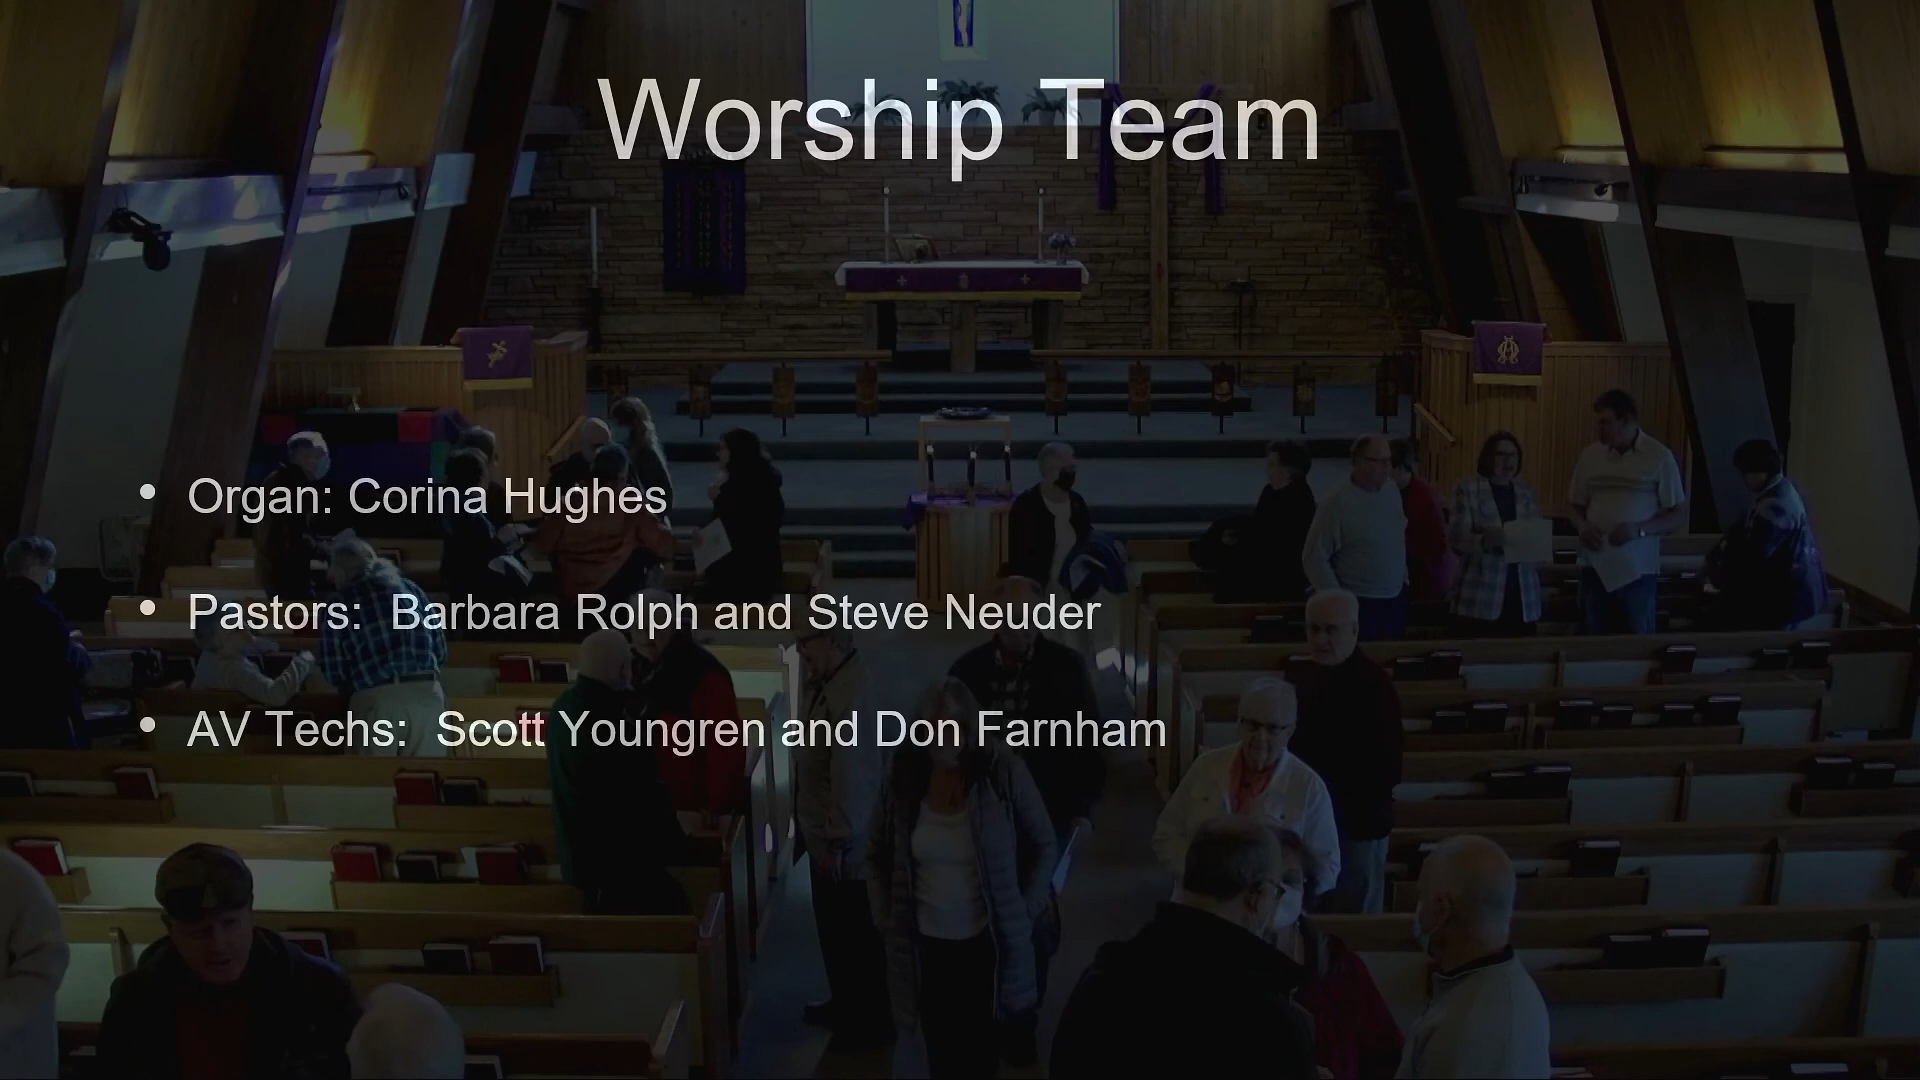 Worship Team
• Organ: Corina Hughes
• Pastors:  Barbara Rolph and Steve Neuder
• AV Techs:  Scott Youngren and Don Farnham